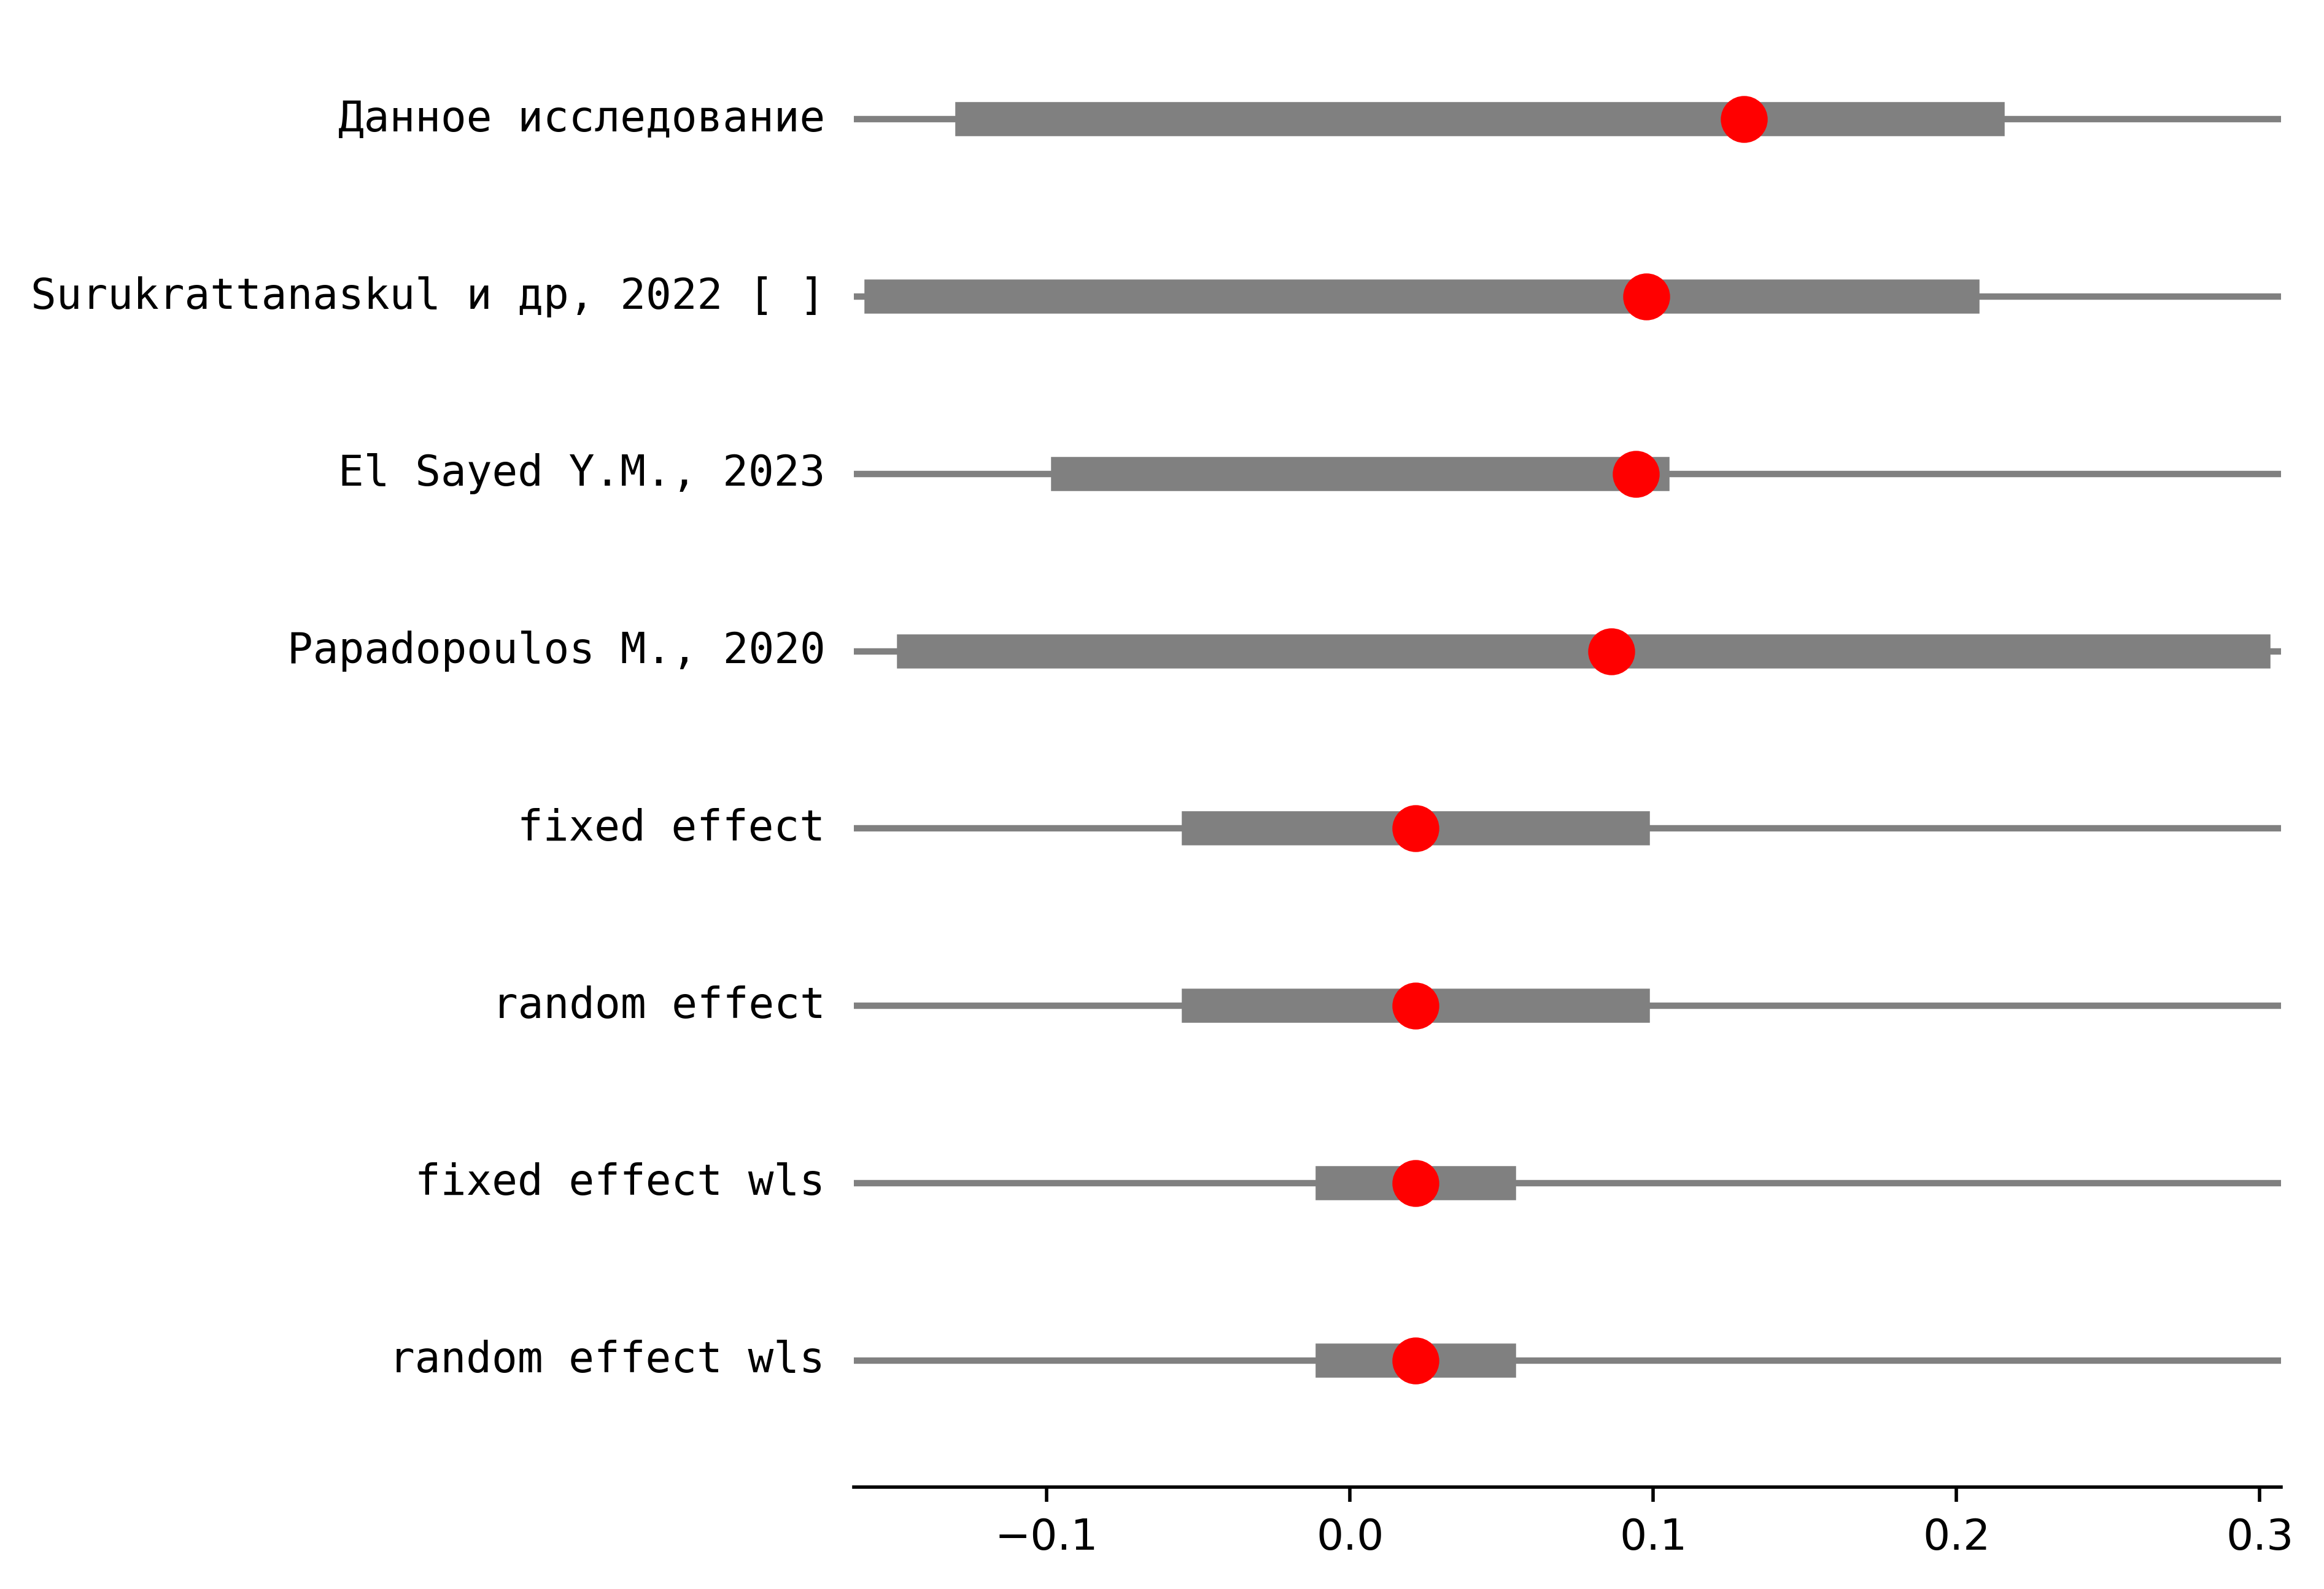 Данное исследование
Surukrattanaskul и др, 2022 [ ]
El Sayed Y.M., 2023
Papadopoulos M., 2020
fixed effect
random effect
fixed effect wls
random effect wls
−0.1 0.0 0.1 0.2 0.3